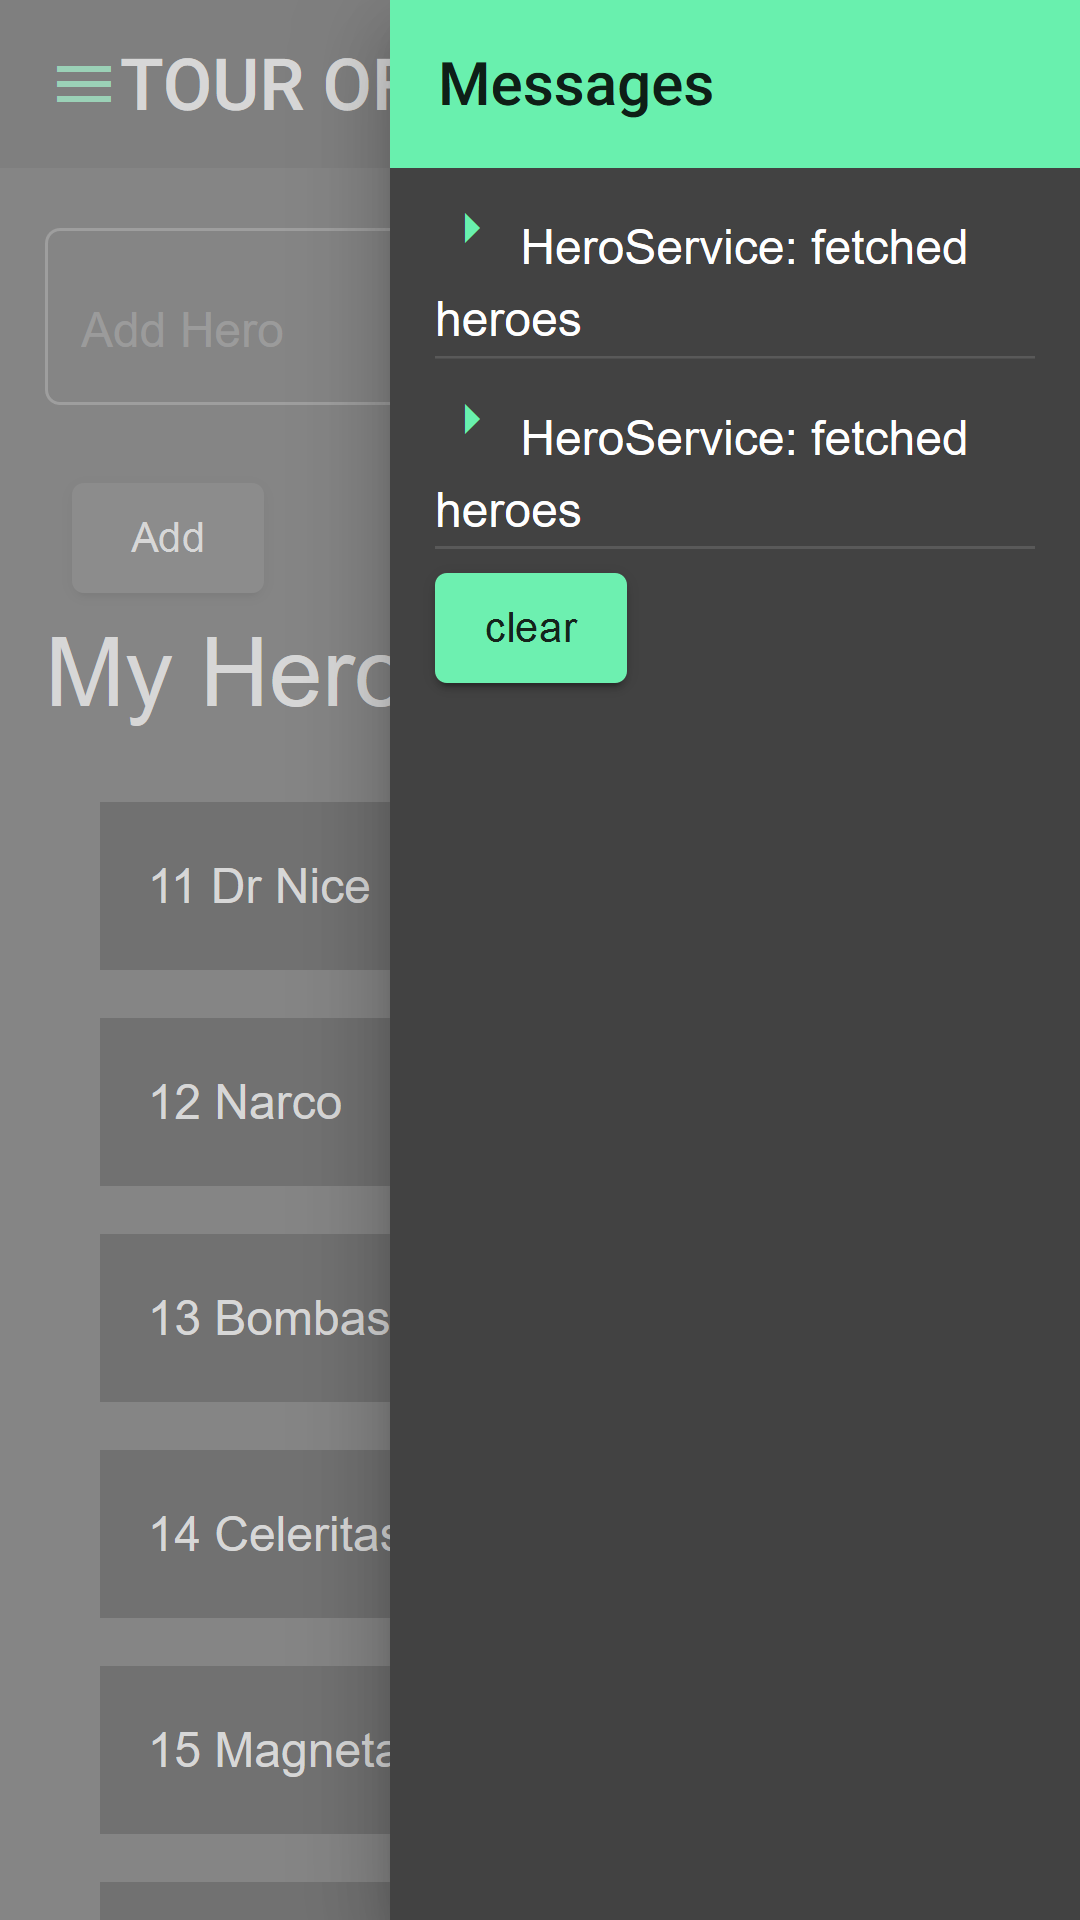 TOUR OF
Messages
Add Hero
Add
My Hero
11 Dr Nice
12 Narco
13 Bombas
14 Celeritas
15 Magneta
HeroService: fetched
heroes
HeroService: fetched
heroes
clear